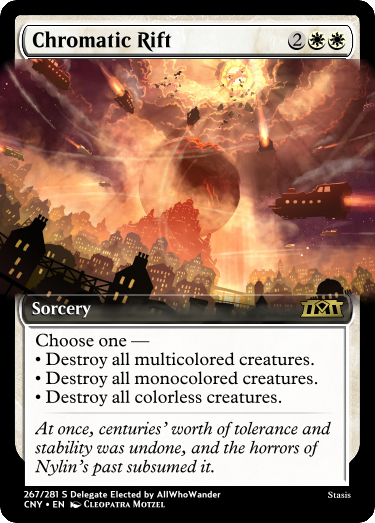 Chromatic Rift 2
Sorcery
Choose one —
• Destroy all multicolored creatures.
• Destroy all monocolored creatures.
• Destroy all colorless creatures.
At once, centuries' worth of tolerance and
stability was undone, and the horrors of
Nylin's past subsumed it.
267/281 S Delegate Elected by AllWhoWander
Stasis
CNY • EN Cleopatra Motzel